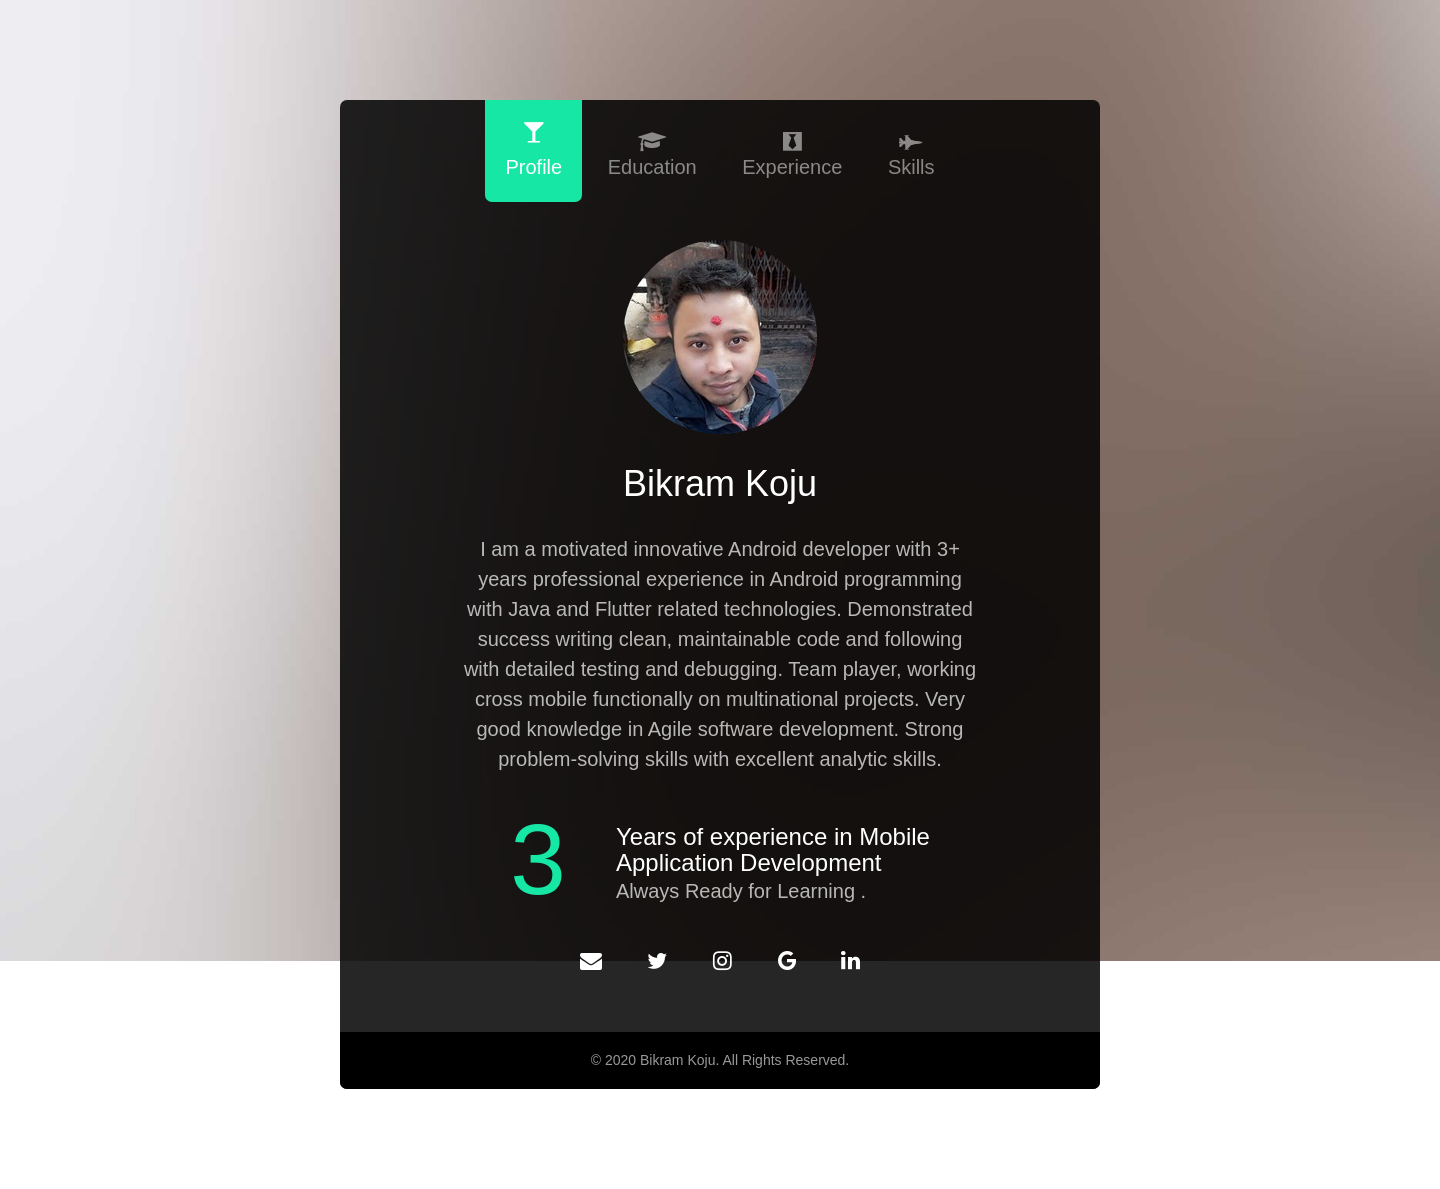 Profile
Education
Experience
Skills
Bikram Koju
I am a motivated innovative Android developer with 3+
years professional experience in Android programming
with Java and Flutter related technologies. Demonstrated
success writing clean, maintainable code and following
with detailed testing and debugging. Team player, working
cross mobile functionally on multinational projects. Very
good knowledge in Agile software development. Strong
problem-solving skills with excellent analytic skills.
3
Years of experience in Mobile
Application Development
Always Ready for Learning .
© 2020 Bikram Koju. All Rights Reserved.